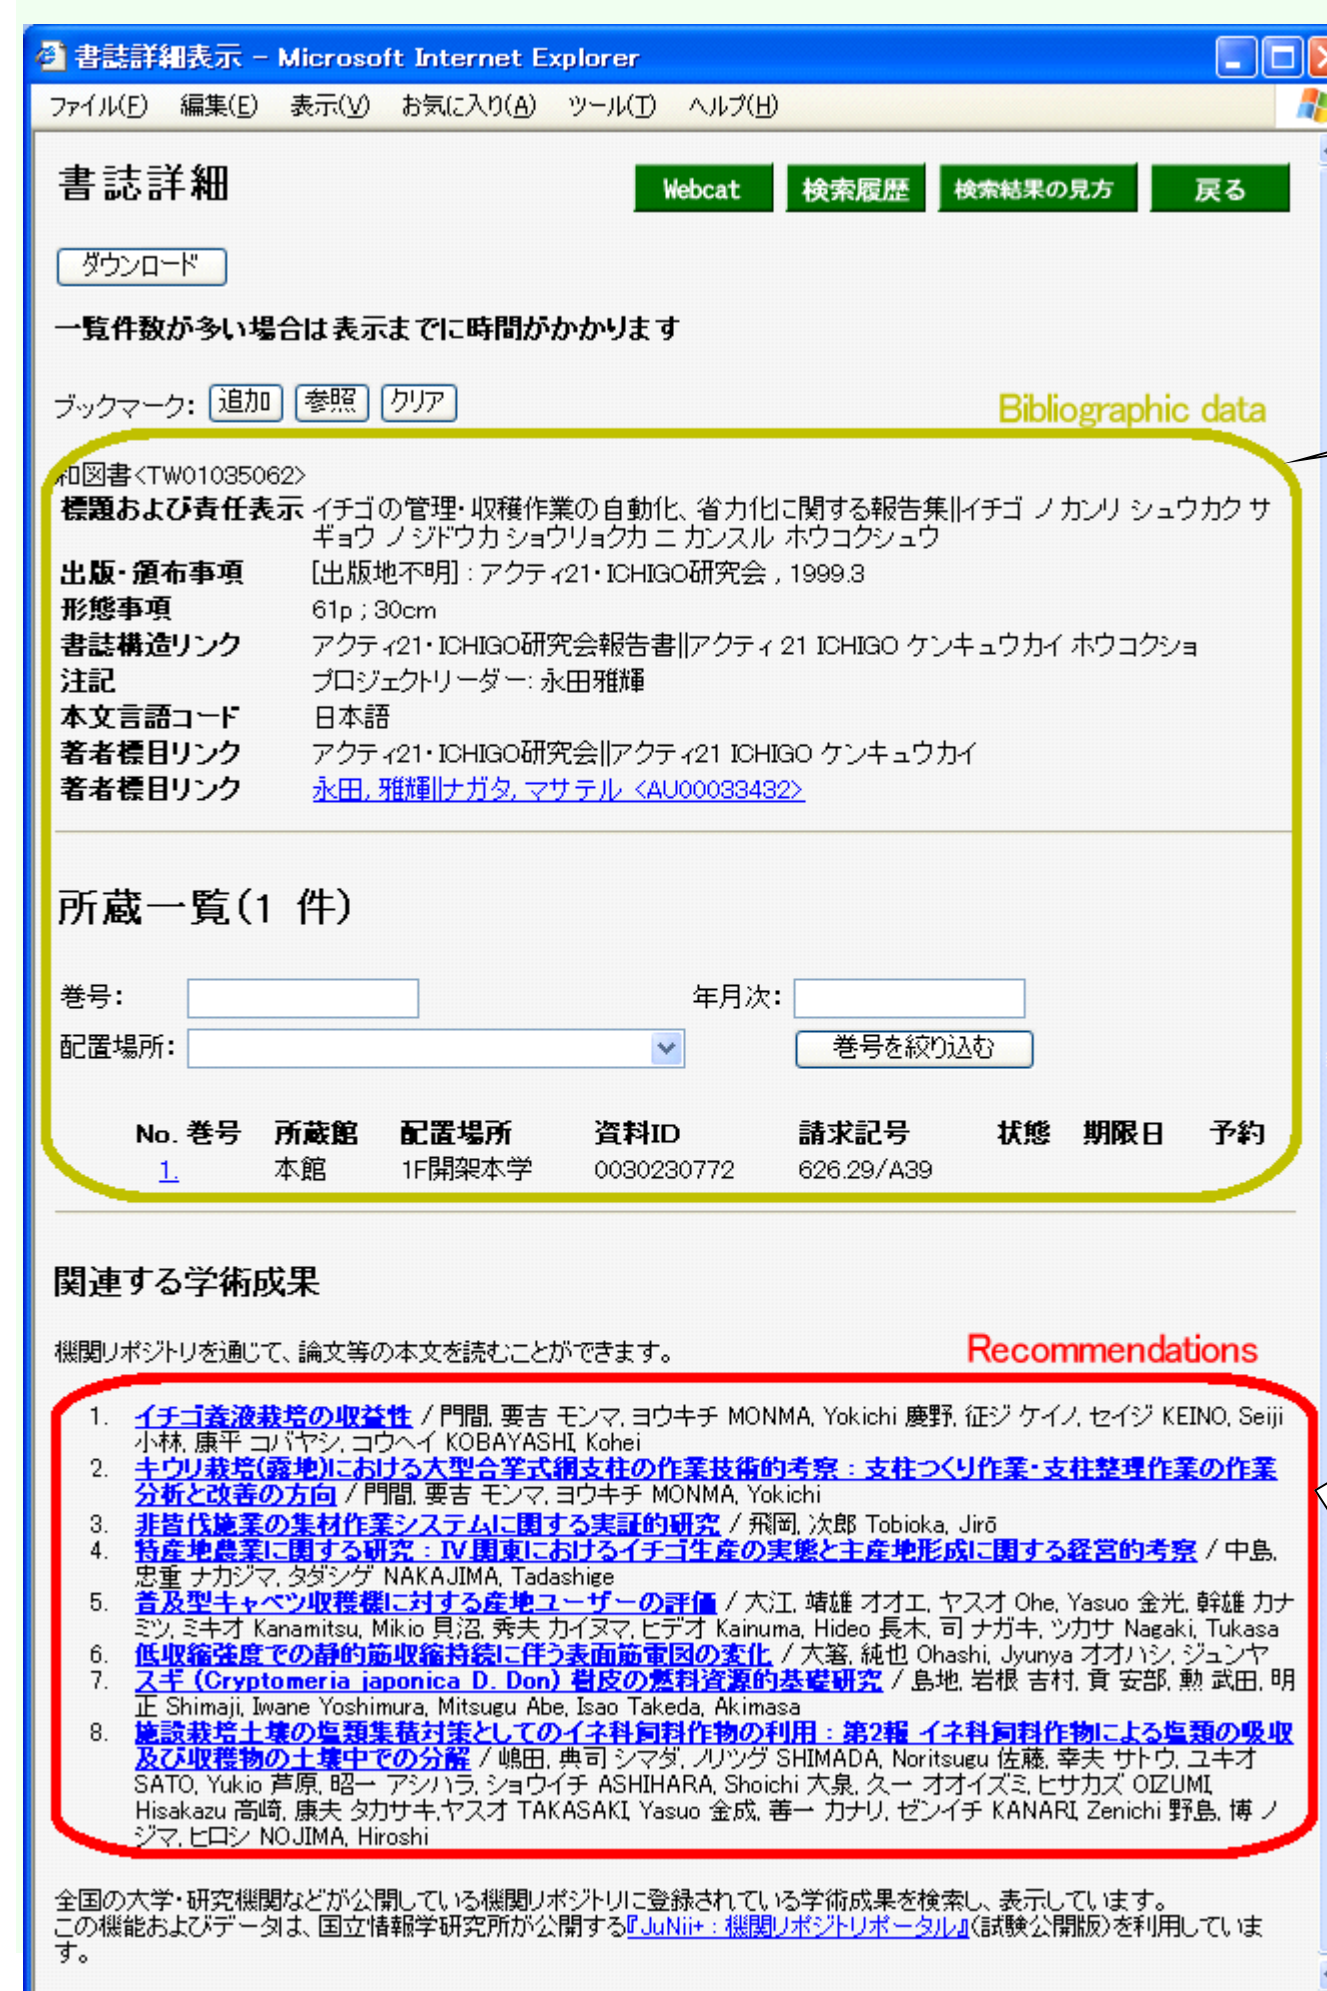 書誌詳細表示 - Microsoft Internet Explorer
ファイル(F) 編集(E) 表示(V) お気に入り(A) ツール(T) ヘルプ(H)
書誌詳細
Webcat 検索履歴 検索結果の見方 戻る
ダウンロード
一覧件数が多い場合は表示までに時間がかかります
ブックマーク: 追加 参照 クリア
Bibliographic data
和図書<TW01035062>
標題および責任表示 イチゴの管理・収穫作業の自動化、省力化に関する報告集||イチゴ ノ カンリ シュウカク サ
ギョウ ノ ジドウカ ショウリョクカ ニ カンスル ホウコクシュウ
出版・頒布事項 [出版地不明] : アクティ21・ICHIGO研究会 , 1999.3
形態事項 61p ; 30cm
書誌構造リンク アクティ21・ICHIGO研究会報告書||アクティ 21 ICHIGO ケンキュウカイ ホウコクショ
注記 プロジェクトリーダー: 永田雅輝
本文言語コード 日本語
著者標目リンク アクティ21・ICHIGO研究会||アクティ21 ICHIGO ケンキュウカイ
著者標目リンク 永田, 雅輝||ナガタ, マサテル <AU00033432>
所蔵一覧(1 件)
巻号: 年月次:
配置場所: 巻号を絞り込む
No. 巻号 所蔵館 配置場所 資料ID 請求記号 状態 期限日 予約
1. 本館 1F開架本学 0030230772 626.29/A39
関連する学術成果
機関リポジトリを通じて、論文等の本文を読むことができます。
Recommendations
1. イチゴ養液栽培の収益性 / 門間, 要吉 モンマ, ヨウキチ MONMA, Yokichi 慶野, 征ジ ケイノ, セイジ KEINO, Seiji
小林, 康平 コバヤシ, コウヘイ KOBAYASHI, Kohei
2. キウリ栽培(露地)における大型合掌式網支柱の作業技術的考察 : 支柱つくり作業・支柱整理作業の作業
分析と改善の方向 / 門間, 要吉 モンマ, ヨウキチ MONMA, Yokichi
3. 非皆伐施業の集材作業システムに関する実証的研究 / 飛岡, 次郎 Tobioka, Jirō
4. 特産地農業に関する研究 : IV.関東におけるイチゴ生産の実態と主産地形成に関する経営的考察 / 中島,
忠重 ナカジマ, タダシゲ NAKAJIMA, Tadashige
5. 普及型キャベツ収穫機に対する産地ユーザーの評価 / 大江, 靖雄 オオエ, ヤスオ Ohe, Yasuo 金光, 幹雄 カナ
ミツ, ミキオ Kanamitsu, Mikio 貝沼, 秀夫 カイヌマ, ヒデオ Kainuma, Hideo 長木, 司 ナガキ, ツカサ Nagaki, Tukasa
6. 低収縮強度での静的筋収縮持続に伴う表面筋電図の変化 / 大箸, 純也 Ohashi, Jyunya オオハシ, ジュンヤ
7. スギ (Cryptomeria japonica D. Don) 樹皮の燃料資源的基礎研究 / 島地, 岩根 吉村, 貢 安部, 勲 武田, 明
正 Shimaji, Iwane Yoshimura, Mitsugu Abe, Isao Takeda, Akimasa
8. 施設栽培土壌の塩類集積対策としてのイネ科飼料作物の利用 : 第2報 イネ科飼料作物による塩類の吸収
及び収穫物の土壌中での分解 / 嶋田, 典司 シマダ, ノリツグ SHIMADA, Noritsugu 佐藤, 幸夫 サトウ, ユキオ
SATO, Yukio 芦原, 昭一 アシハラ, ショウイチ ASHIHARA, Shoichi 大泉, 久一 オオイズミ, ヒサカズ OIZUMI,
Hisakazu 高崎, 康夫 タカサキ,ヤスオ TAKASAKI, Yasuo 金成, 善一 カナリ, ゼンイチ KANARI, Zenichi 野島, 博 ノ
ジマ, ヒロシ NOJIMA, Hiroshi
全国の大学・研究機関などが公開している機関リポジトリに登録されている学術成果を検索し、表示しています。
この機能およびデータは、国立情報学研究所が公開する『JuNii+ : 機関リポジトリポータル』(試験公開版)を利用していま
す。